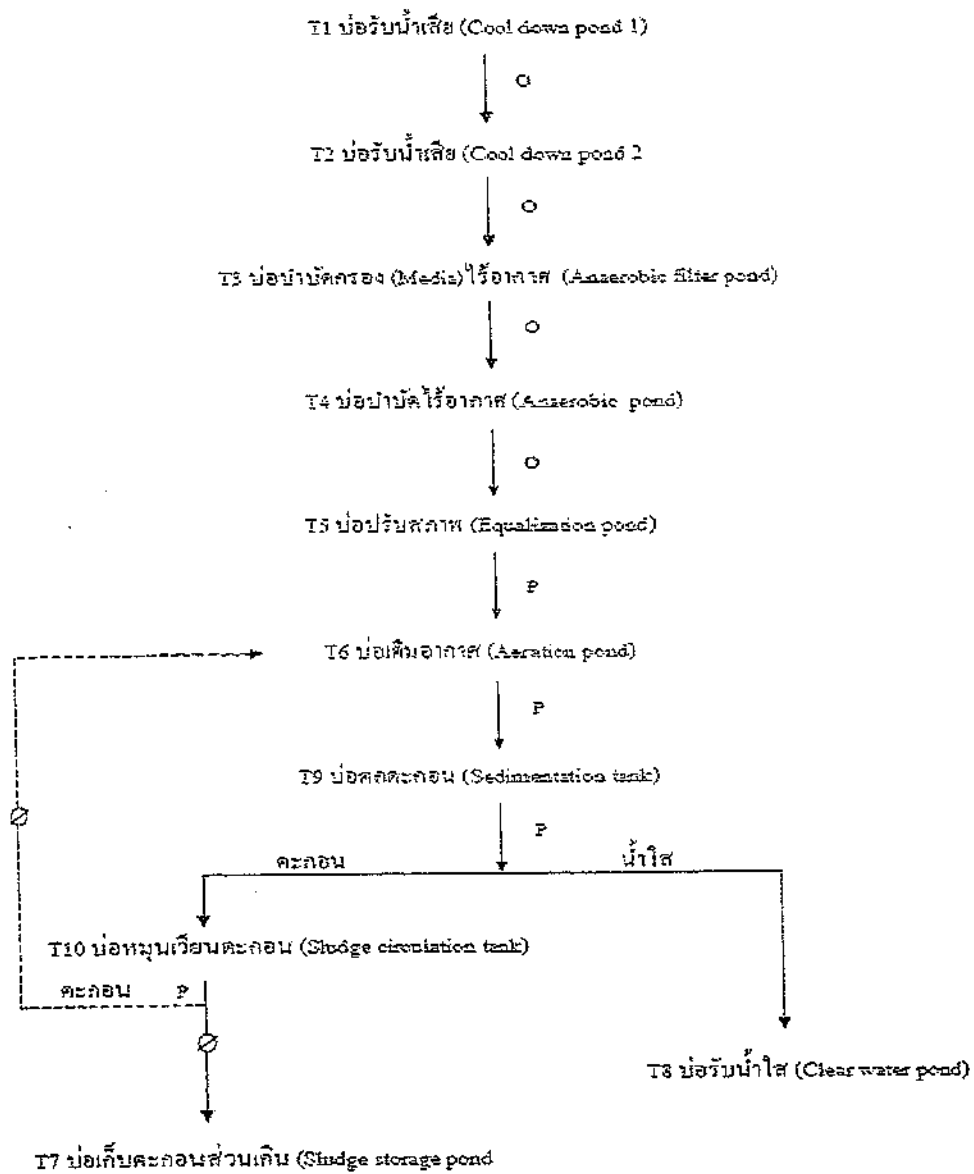 T1 บ่อรับน้ำเสีย (Cool down pond 1)
O
T2 บ่อรับน้ำเสีย (Cool down pond 2
O
T3 บ่อบำบัดกรอง (Media)ไร้อากาศ (Anaerobic filter pond)
O
T4 บ่อบำบัดไร้อากาศ (Anaerobic pond)
O
T5 บ่อปรับสภาพ (Equalization pond)
P
T6 บ่อเติมอากาศ (Aeration pond)
P
T9 บ่อตกตะกอน (Sedimentation tank)
P
ตะกอน น้ำใส
T10 บ่อหมุนเวียนตะกอน (Sludge circulation tank)
ตะกอน P
T8 บ่อรับน้ำใส (Clear water pond)
T7 บ่อเก็บตะกอนส่วนเกิน (Sludge storage pond